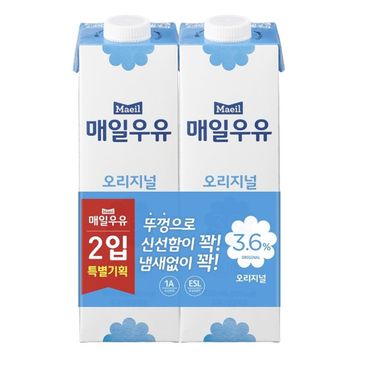 Maeil
매일우유
오리지널
Maeil
매일우유
오리지널
Maeil
매일우유
2입
특별기획
뚜껑으로
신선함이 꽉!
냄새없이 꽉!
1A
ESL
3.6%
ORIGINAL
오리지널